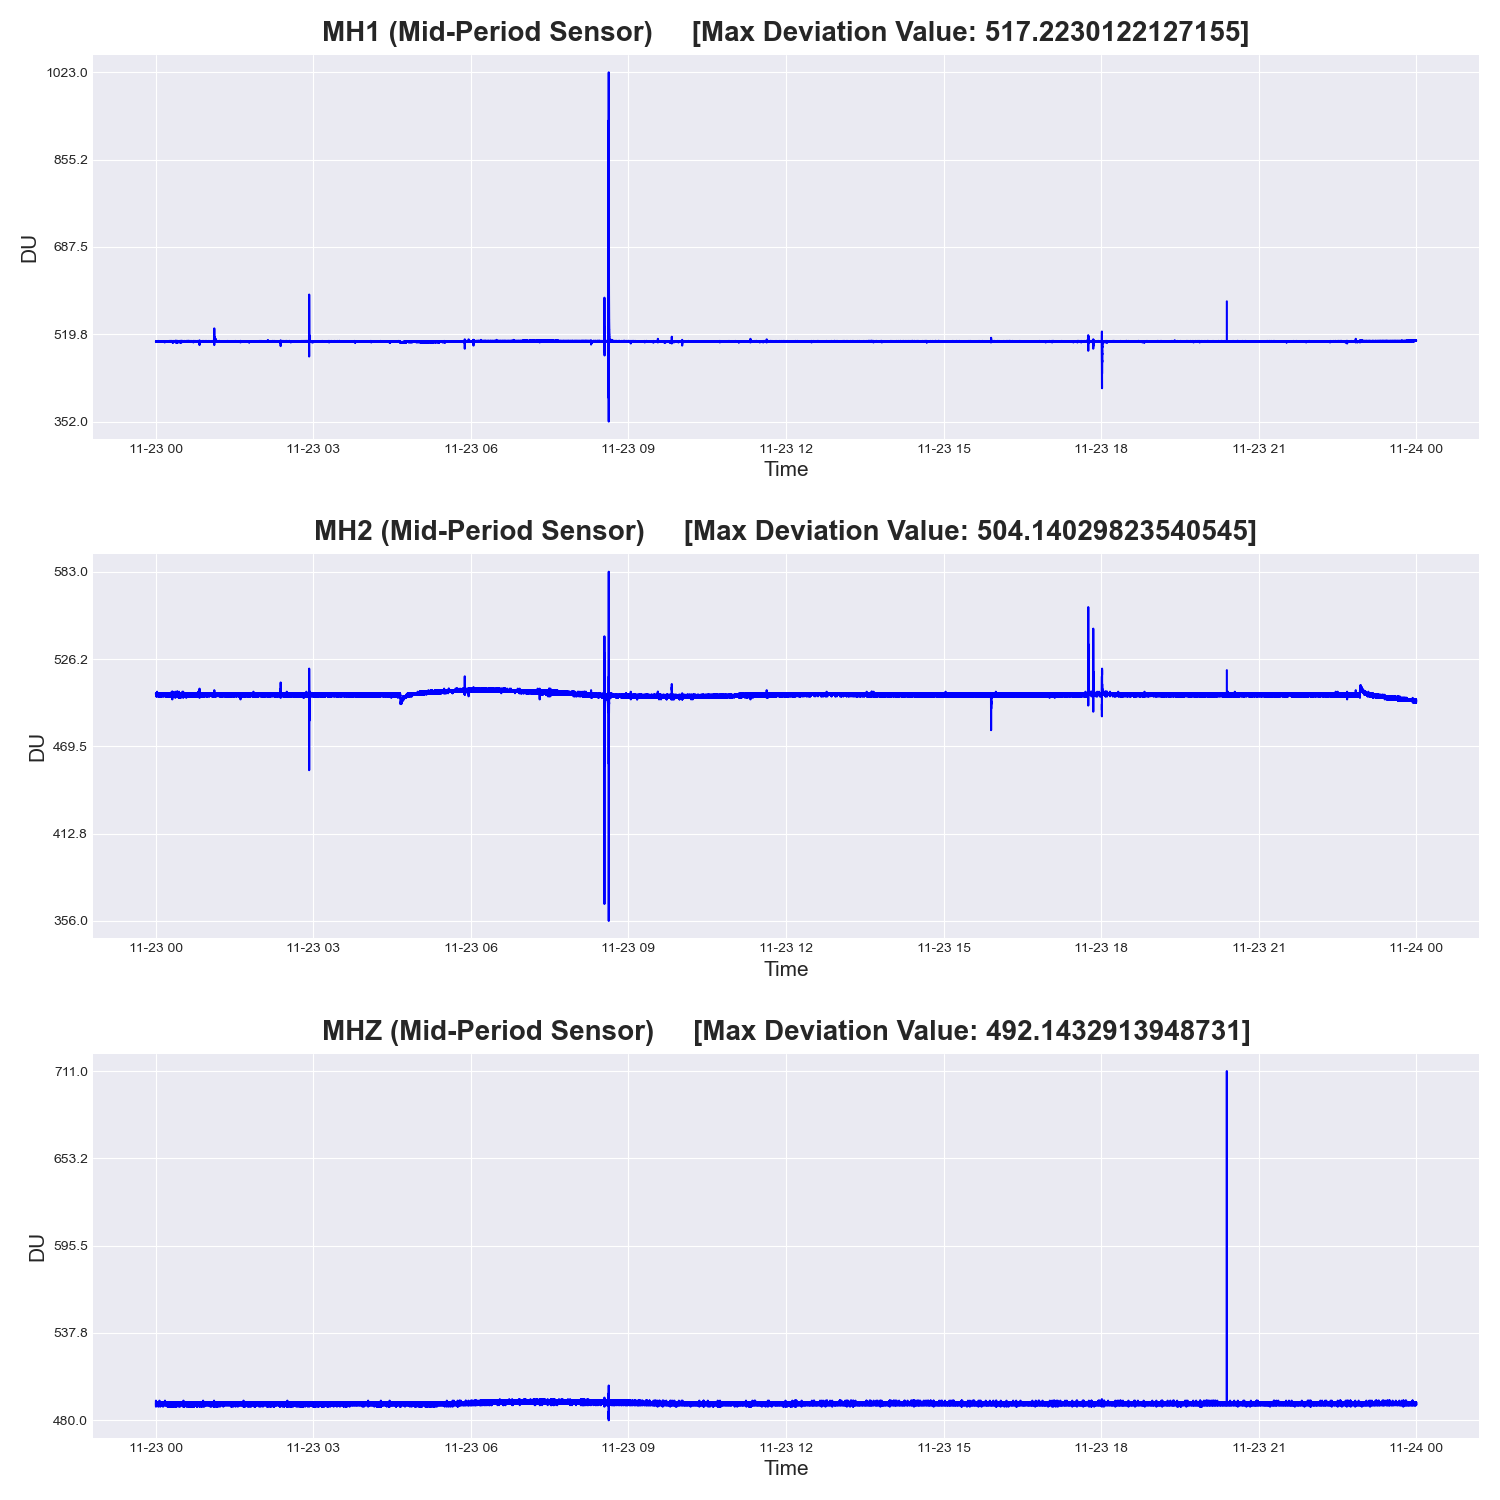 MH1 (Mid-Period Sensor) [Max Deviation Value: 517.2230122127155]
1023.0
855.2
687.5
519.8
352.0
DU
11-23 00 11-23 03 11-23 06 11-23 09 11-23 12 11-23 15 11-23 18 11-23 21 11-24 00
Time
MH2 (Mid-Period Sensor) [Max Deviation Value: 504.14029823540545]
583.0
526.2
469.5
412.8
356.0
DU
11-23 00 11-23 03 11-23 06 11-23 09 11-23 12 11-23 15 11-23 18 11-23 21 11-24 00
Time
MHZ (Mid-Period Sensor) [Max Deviation Value: 492.1432913948731]
711.0
653.2
595.5
537.8
480.0
DU
11-23 00 11-23 03 11-23 06 11-23 09 11-23 12 11-23 15 11-23 18 11-23 21 11-24 00
Time